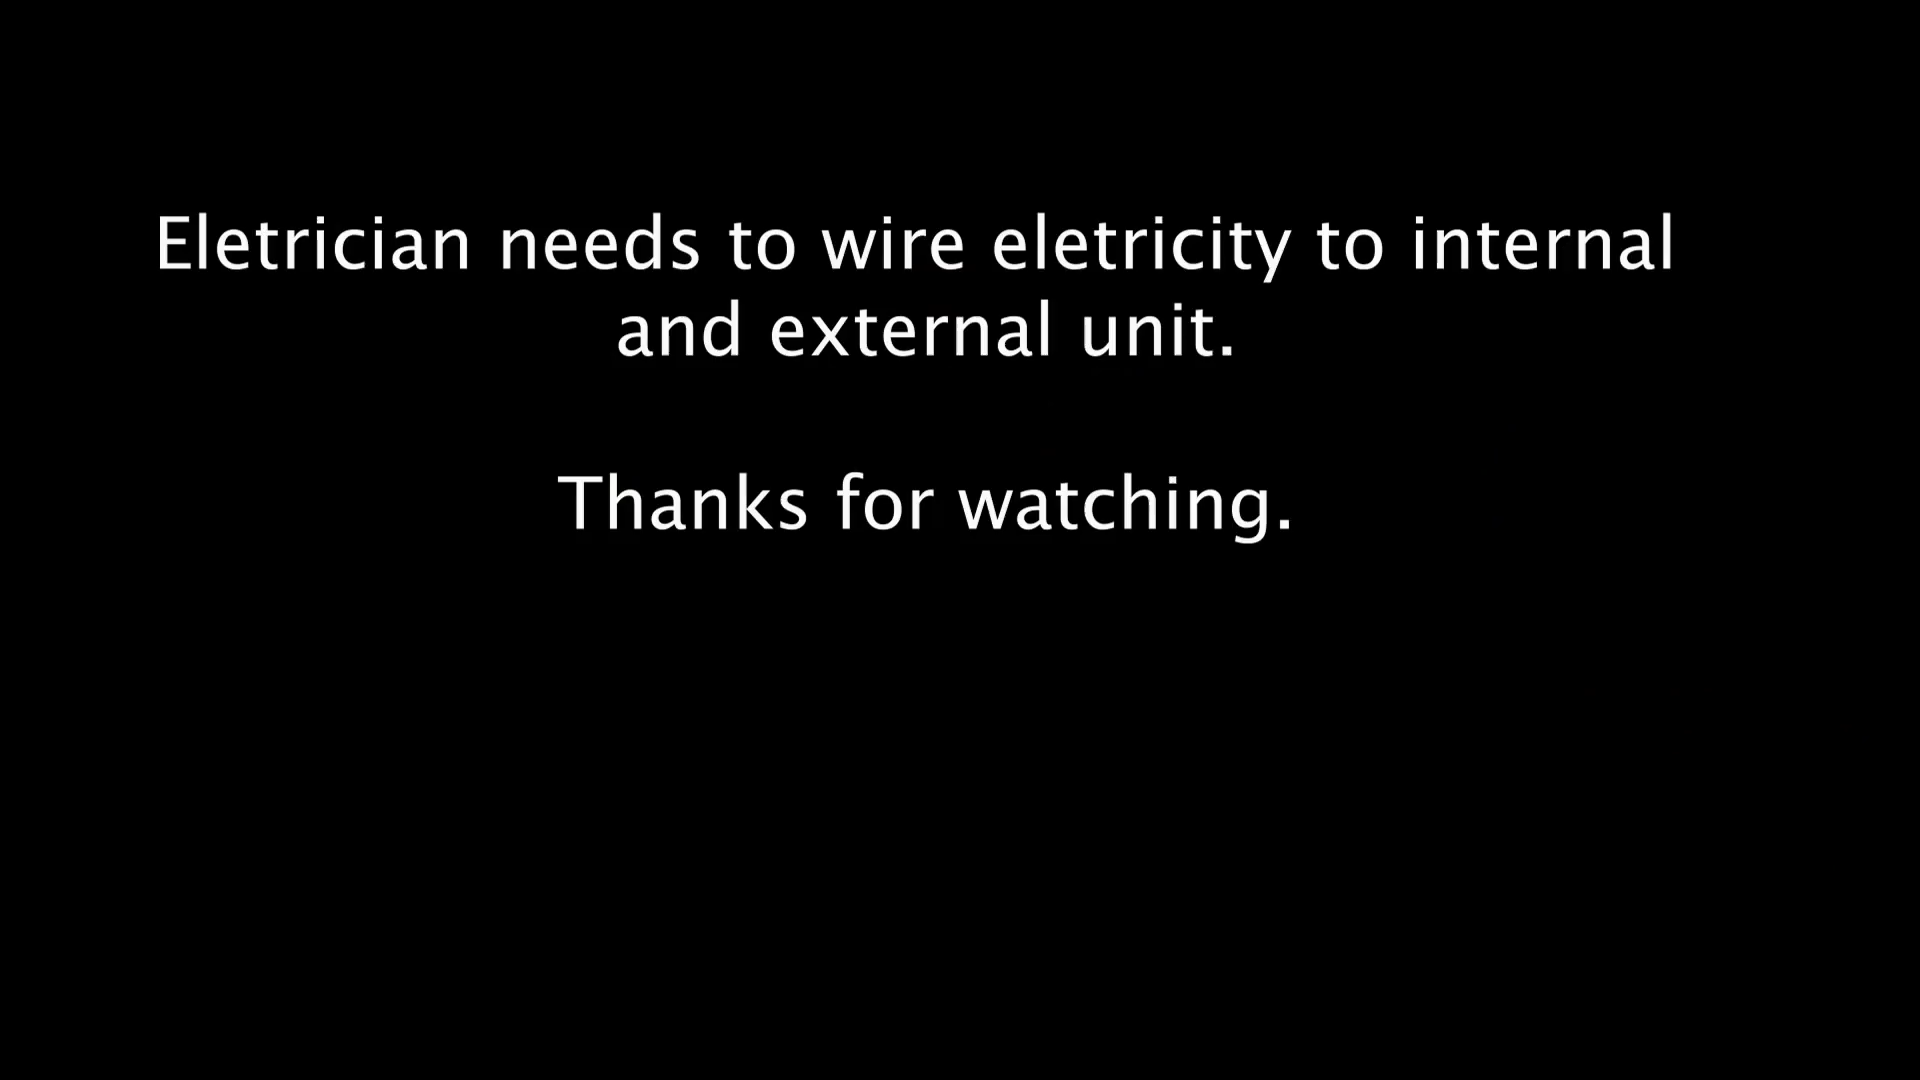 Eletrician needs to wire eletricity to internal
and external unit.
Thanks for watching.